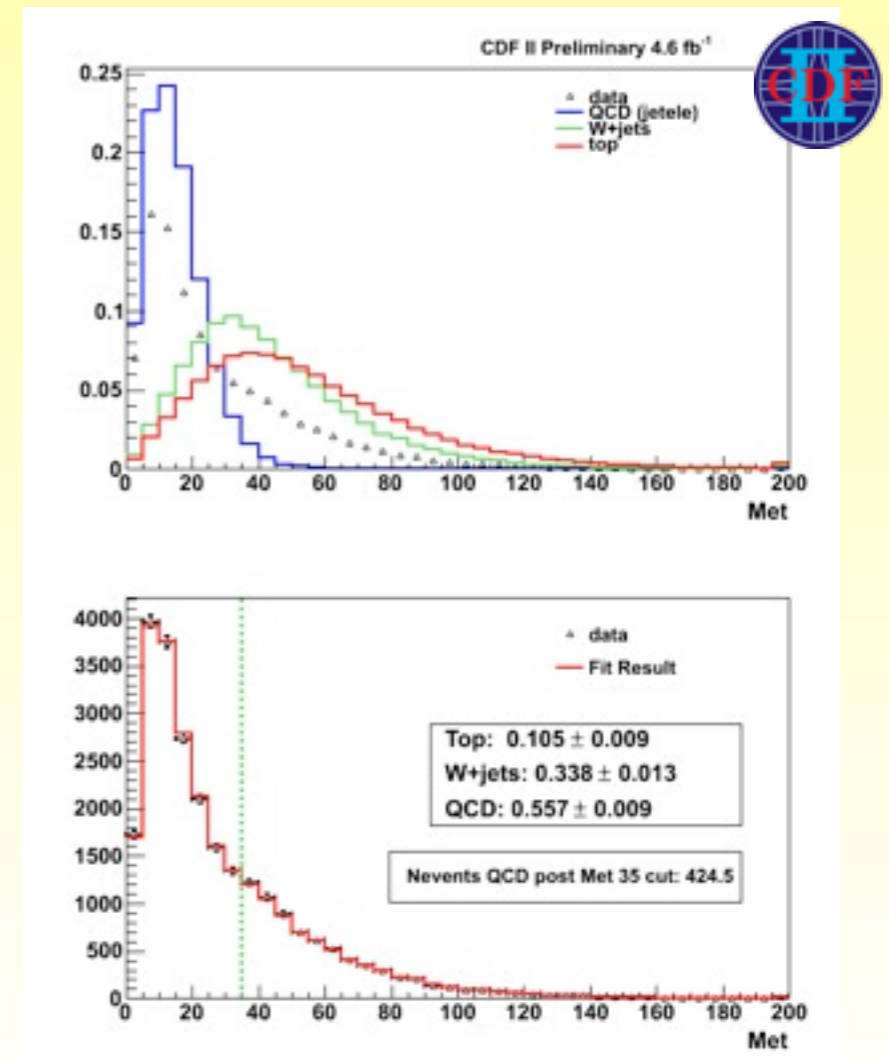 CDF II Preliminary 4.6 fb-1
CDF
II
data
QCD (jetele)
W+jets
top
0.25
0.2
0.15
0.1
0.05
0
0 20 40 60 80 100 120 140 160 180 200
Met
data
Fit Result
Top: 0.105 ± 0.009
W+jets: 0.338 ± 0.013
QCD: 0.557 ± 0.009
Nevents QCD post Met 35 cut: 424.5
4000
3500
3000
2500
2000
1500
1000
500
0
0 20 40 60 80 100 120 140 160 180 200
Met